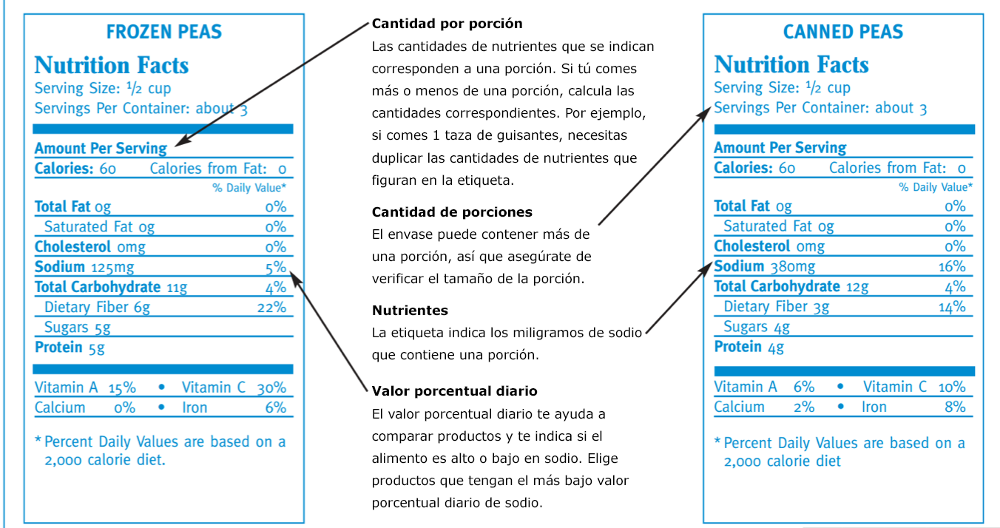 FROZEN PEAS
Nutrition Facts
Serving Size: 1/2 cup
Servings Per Container: about 3
Amount Per Serving
Calories: 60 Calories from Fat: 0
% Daily Value*
Total Fat 0g 0%
Saturated Fat 0g 0%
Cholesterol 0mg 0%
Sodium 125mg 5%
Total Carbohydrate 11g 4%
Dietary Fiber 6g 22%
Sugars 5g
Protein 5g
Vitamin A 15% • Vitamin C 30%
Calcium 0% • Iron 6%
* Percent Daily Values are based on a
2,000 calorie diet.
Cantidad por porción
Las cantidades de nutrientes que se indican
corresponden a una porción. Si tú comes
más o menos de una porción, calcula las
cantidades correspondientes. Por ejemplo,
si comes 1 taza de guisantes, necesitas
duplicar las cantidades de nutrientes que
figuran en la etiqueta.
Cantidad de porciones
El envase puede contener más de
una porción, así que asegúrate de
verificar el tamaño de la porción.
Nutrientes
La etiqueta indica los miligramos de sodio
que contiene una porción.
Valor porcentual diario
El valor porcentual diario te ayuda a
comparar productos y te indica si el
alimento es alto o bajo en sodio. Elige
productos que tengan el más bajo valor
porcentual diario de sodio.
CANNED PEAS
Nutrition Facts
Serving Size: 1/2 cup
Servings Per Container: about 3
Amount Per Serving
Calories: 60 Calories from Fat: 0
% Daily Value*
Total Fat 0g 0%
Saturated Fat 0g 0%
Cholesterol 0mg 0%
Sodium 380mg 16%
Total Carbohydrate 12g 4%
Dietary Fiber 3g 14%
Sugars 4g
Protein 4g
Vitamin A 6% • Vitamin C 10%
Calcium 2% • Iron 8%
* Percent Daily Values are based on a
2,000 calorie diet